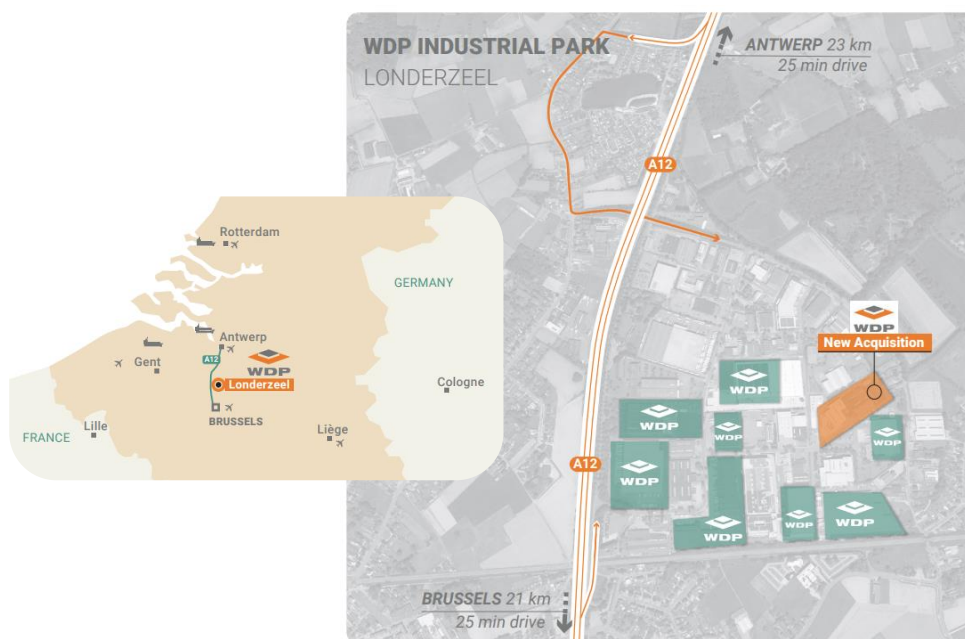 WDP INDUSTRIAL PARK
LONDERZEEL
ANTWERP 23 km
25 min drive
A12
Rotterdam
GERMANY
Antwerp
A12
Gent
WDP
Londerzeel
Cologne
BRUSSELS
Lille
FRANCE
Liège
WDP
New Acquisition
WDP
WDP
WDP
WDP
WDP
A12
WDP
WDP
WDP
WDP
BRUSSELS 21 km
25 min drive